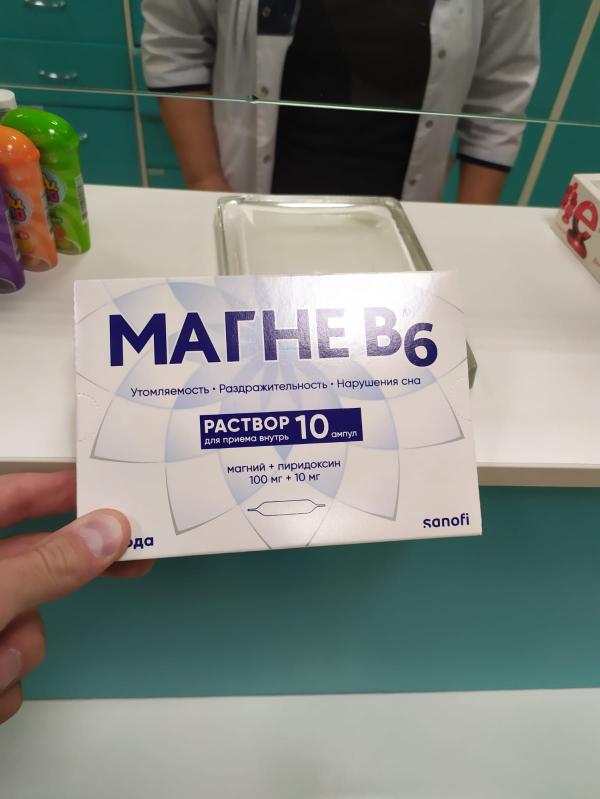 МАГНЕ B6®
Утомляемость • Раздражительность • Нарушения сна
РАСТВОР 10 ампул
для приема внутрь
магний + пиридоксин
100 мг + 10 мг
sanofi